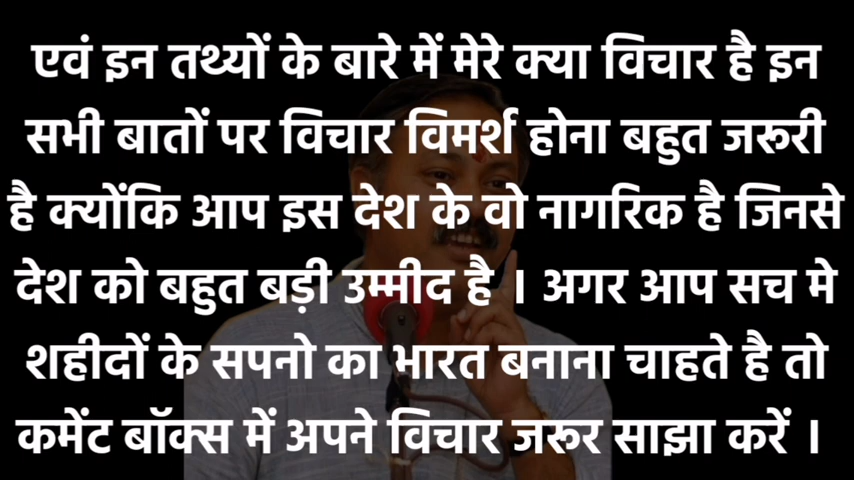 एवं इन तथ्यों के बारे में मेरे क्या विचार है इन
सभी बातों पर विचार विमर्श होना बहुत जरूरी
है क्योंकि आप इस देश के वो नागरिक है जिनसे
देश को बहुत बड़ी उम्मीद है । अगर आप सच मे
शहीदों के सपनो का भारत बनाना चाहते है तो
कमेंट बॉक्स में अपने विचार जरूर साझा करें ।